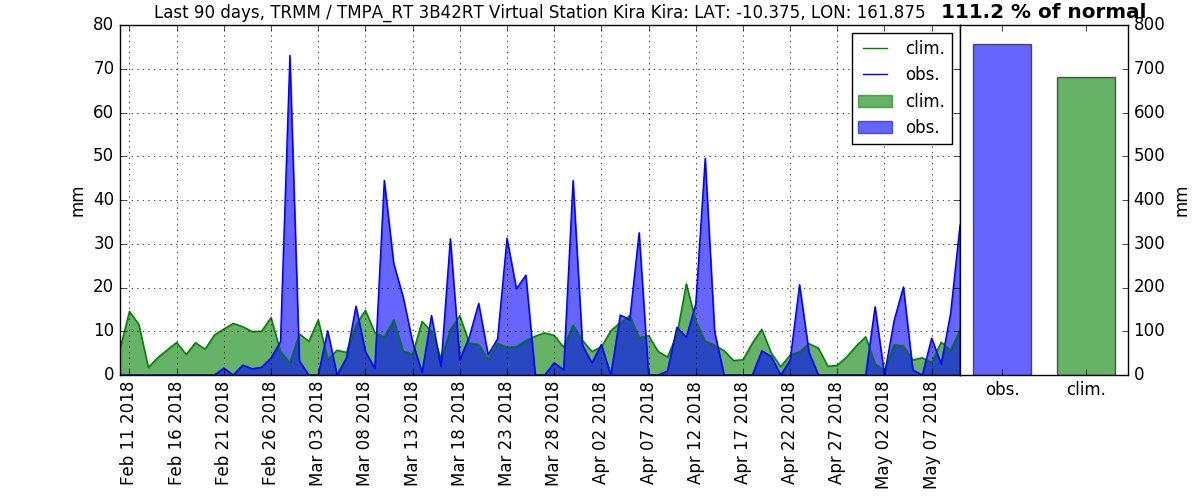 Last 90 days, TRMM / TMPA_RT 3B42RT Virtual Station Kira Kira: LAT: -10.375, LON: 161.875 111.2 % of normal
80
70
60
50
40
30
20
10
0
mm
clim.
obs.
clim.
obs.
Feb 11 2018
Feb 16 2018
Feb 21 2018
Feb 26 2018
Mar 03 2018
Mar 08 2018
Mar 13 2018
Mar 18 2018
Mar 23 2018
Mar 28 2018
Apr 02 2018
Apr 07 2018
Apr 12 2018
Apr 17 2018
Apr 22 2018
Apr 27 2018
May 02 2018
May 07 2018
800
700
600
500
400
300
200
100
0
mm
obs. clim.